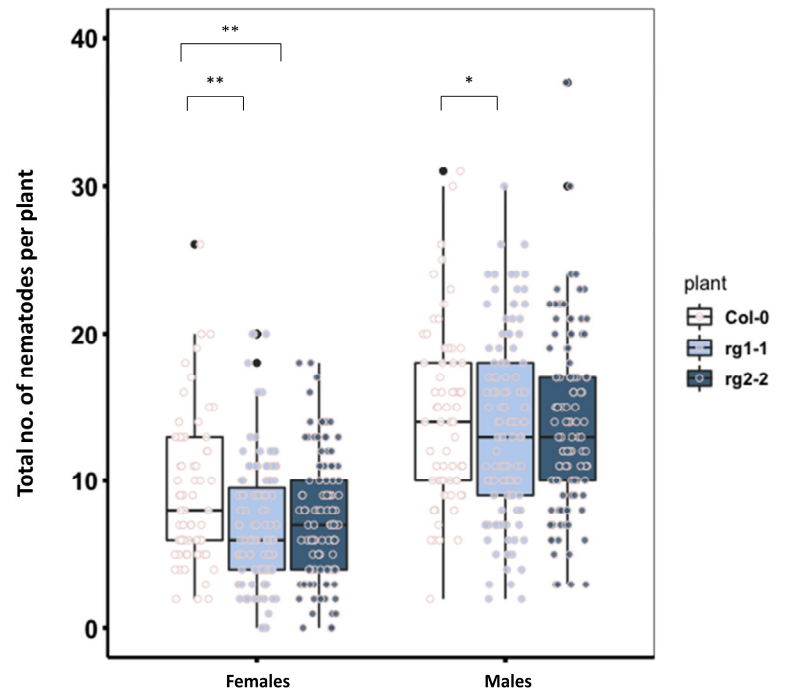 Total no. of nematodes per plant
40
30
20
10
0
**
**
*
Females
Males
plant
Col-0
rg1-1
rg2-2